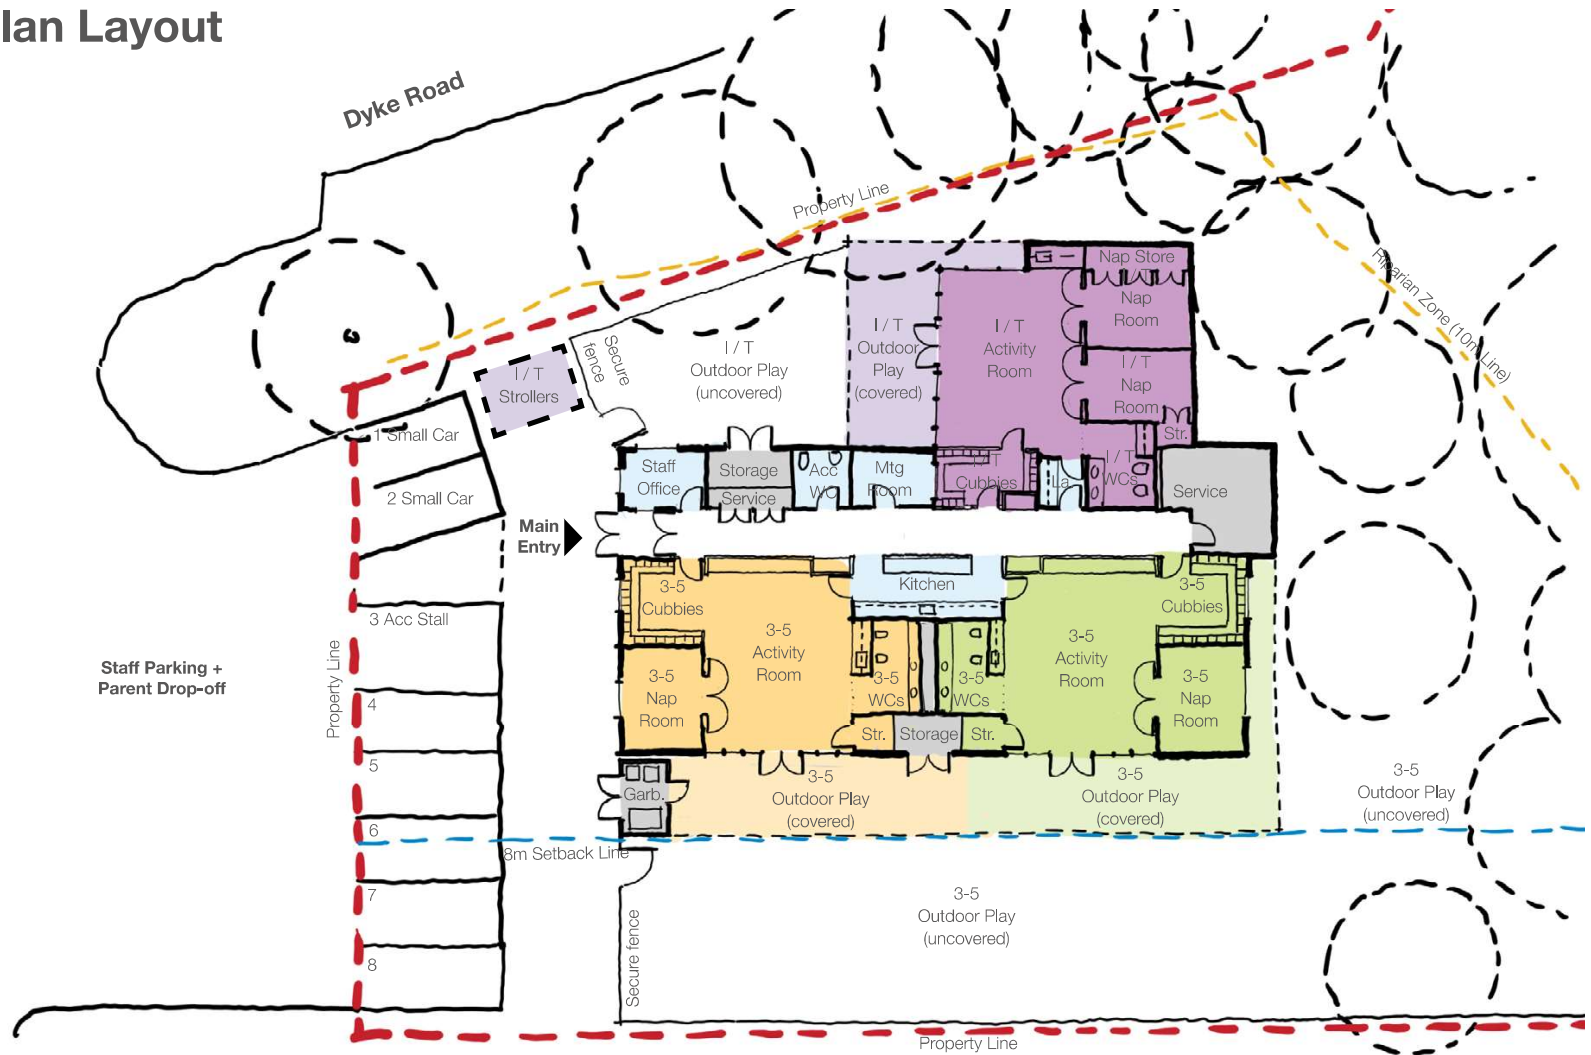 lan Layout
Dyke Road
Property Line
Riparian Zone (10m Line)
Secure
fence
I / T
Strollers
I / T
Outdoor Play
(uncovered)
I / T
Outdoor
Play
(covered)
I / T
Activity
Room
Nap Store
I / T
Nap
Room
I / T
Nap
Room
Str.
1 Small Car
2 Small Car
Staff
Office
Storage
Service
Acc
WC
Mtg
Room
I / T
Cubbies
La
I / T
WCs
Service
Main
Entry
Kitchen
3-5
Cubbies
3-5
Activity
Room
3-5
Nap
Room
3-5
WCs
3-5
WCs
3-5
Activity
Room
3-5
Cubbies
3-5
Nap
Room
Str.
Storage
Str.
3 Acc Stall
4
5
6
7
8
Staff Parking +
Parent Drop-off
Property Line
Garb.
3-5
Outdoor Play
(covered)
3-5
Outdoor Play
(covered)
3-5
Outdoor Play
(uncovered)
8m Setback Line
3-5
Outdoor Play
(uncovered)
Secure fence
Property Line